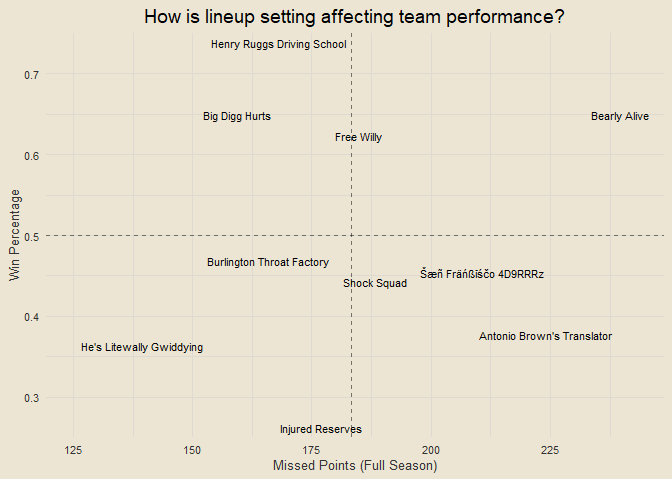 How is lineup setting affecting team performance?
Henry Ruggs Driving School
0.7
Big Digg Hurts
Bearly Alive
Free Willy
0.6
Win Percentage
0.5
Burlington Throat Factory
Šæñ Fräńßïščo 4D9RRRz
Shock Squad
0.4
Antonio Brown's Translator
He's Litewally Gwiddying
0.3
Injured Reserves
125
150
175
200
225
Missed Points (Full Season)